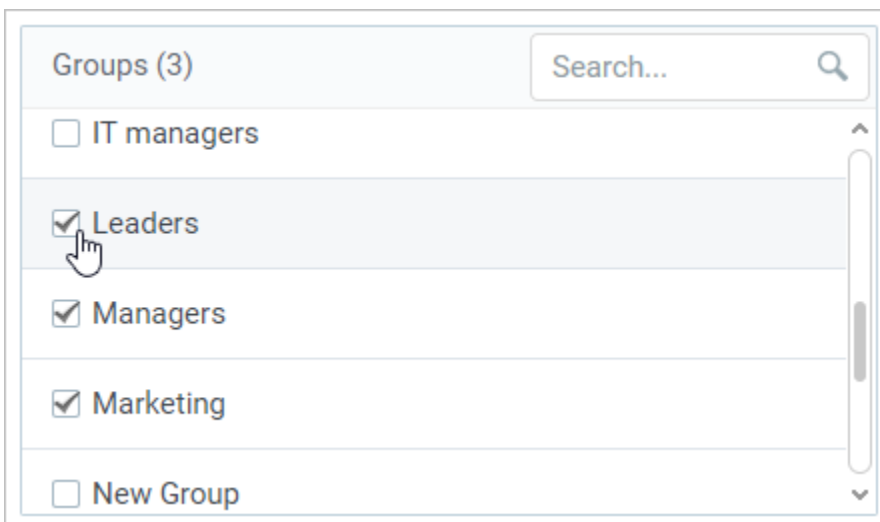 Groups (3)
Search...
IT managers
Leaders
Managers
Marketing
New Group